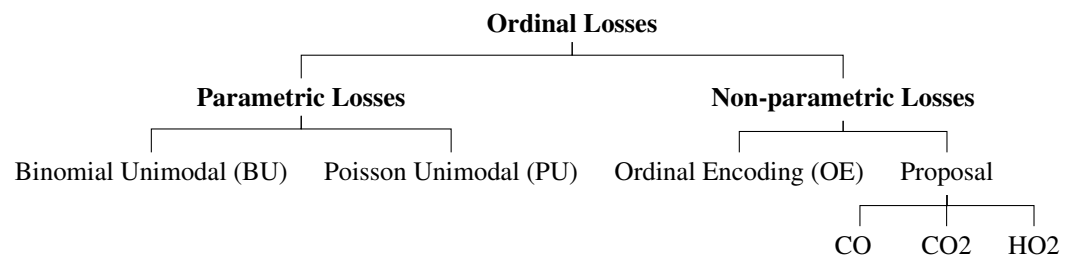 Ordinal Losses
Parametric Losses Non-parametric Losses
Binomial Unimodal (BU) Poisson Unimodal (PU) Ordinal Encoding (OE) Proposal
CO CO2 HO2